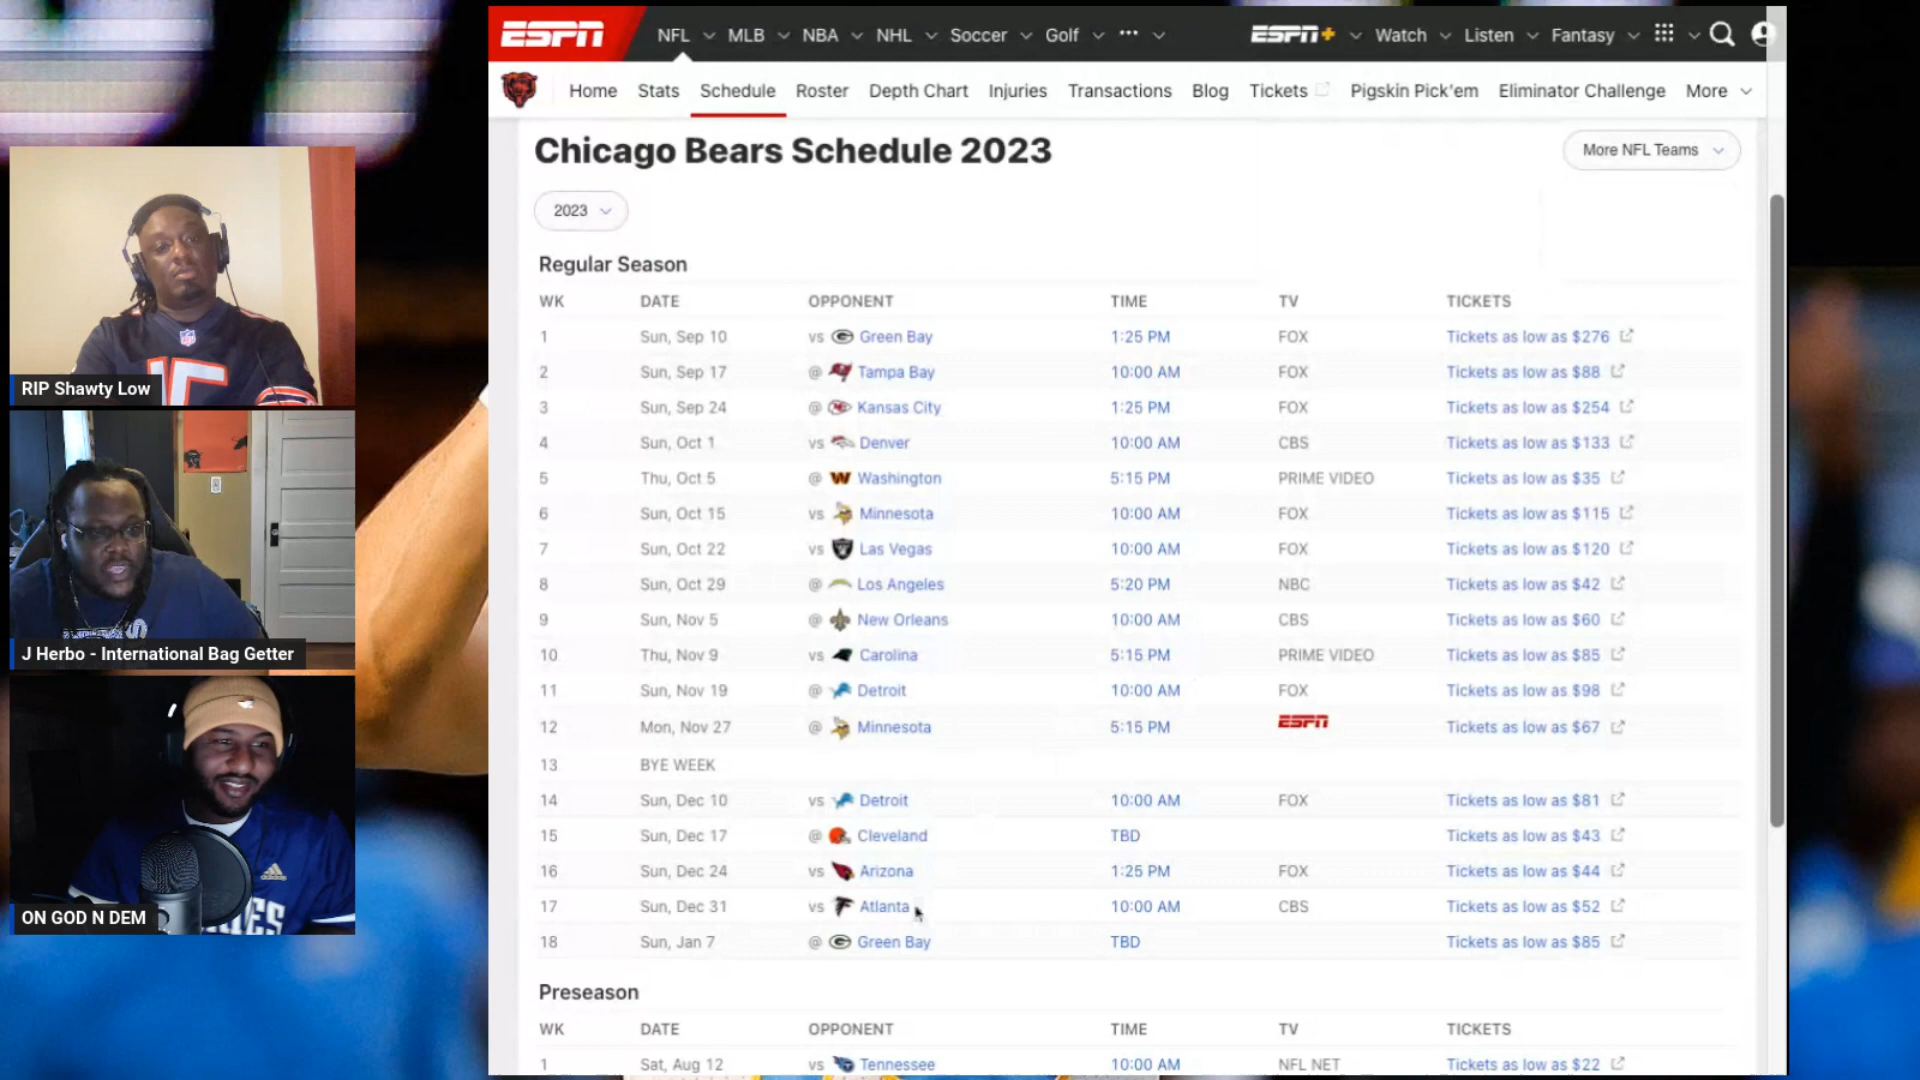 ESPN NFL MLB NBA NHL Soccer Golf ESPN+ Watch Listen Fantasy
Home Stats Schedule Roster Depth Chart Injuries Transactions Blog Tickets Pigskin Pick'em Eliminator Challenge More
Chicago Bears Schedule 2023 More NFL Teams
2023
Regular Season
WK DATE OPPONENT TIME TV TICKETS
1 Sun, Sep 10 vs Green Bay 1:25 PM FOX Tickets as low as $276
2 Sun, Sep 17 @ Tampa Bay 10:00 AM FOX Tickets as low as $88
3 Sun, Sep 24 @ Kansas City 1:25 PM FOX Tickets as low as $254
4 Sun, Oct 1 vs Denver 10:00 AM CBS Tickets as low as $133
5 Thu, Oct 5 @ Washington 5:15 PM PRIME VIDEO Tickets as low as $35
6 Sun, Oct 15 vs Minnesota 10:00 AM FOX Tickets as low as $115
7 Sun, Oct 22 vs Las Vegas 10:00 AM FOX Tickets as low as $120
8 Sun, Oct 29 @ Los Angeles 5:20 PM NBC Tickets as low as $42
9 Sun, Nov 5 @ New Orleans 10:00 AM CBS Tickets as low as $60
10 Thu, Nov 9 vs Carolina 5:15 PM PRIME VIDEO Tickets as low as $85
11 Sun, Nov 19 @ Detroit 10:00 AM FOX Tickets as low as $98
12 Mon, Nov 27 @ Minnesota 5:15 PM ESPN Tickets as low as $67
13 BYE WEEK
14 Sun, Dec 10 vs Detroit 10:00 AM FOX Tickets as low as $81
15 Sun, Dec 17 @ Cleveland TBD Tickets as low as $43
16 Sun, Dec 24 vs Arizona 1:25 PM FOX Tickets as low as $44
17 Sun, Dec 31 vs Atlanta 10:00 AM CBS Tickets as low as $52
18 Sun, Jan 7 @ Green Bay TBD Tickets as low as $85
Preseason
WK DATE OPPONENT TIME TV TICKETS
1 Sat, Aug 12 vs Tennessee 10:00 AM NFL NET Tickets as low as $22
RIP Shawty Low
J Herbo - International Bag Getter
ON GOD N DEM